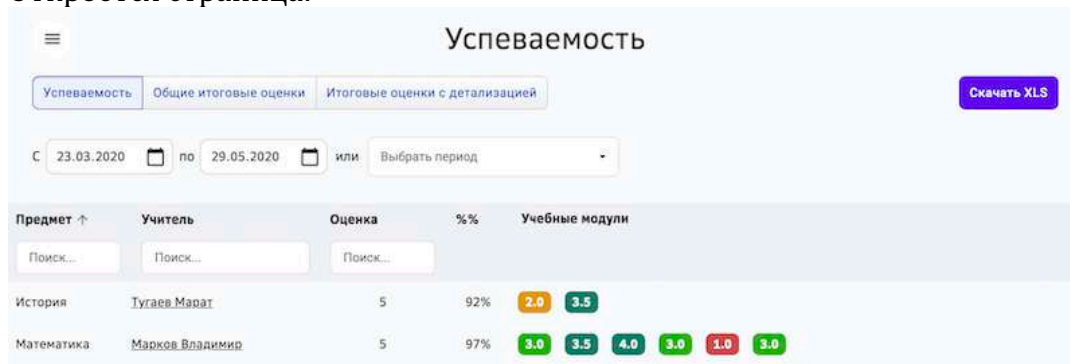 Откроется страница:
Успеваемость
Успеваемость Общие итоговые оценки Итоговые оценки с детализацией Скачать XLS
С 23.03.2020 по 29.05.2020 или Выбрать период
Предмет ↑ Учитель Оценка %% Учебные модули
Поиск... Поиск... Поиск...
История Тугаев Марат 5 92% 2.0 3.5
Математика Марков Владимир 5 97% 3.0 3.5 4.0 3.0 1.0 3.0